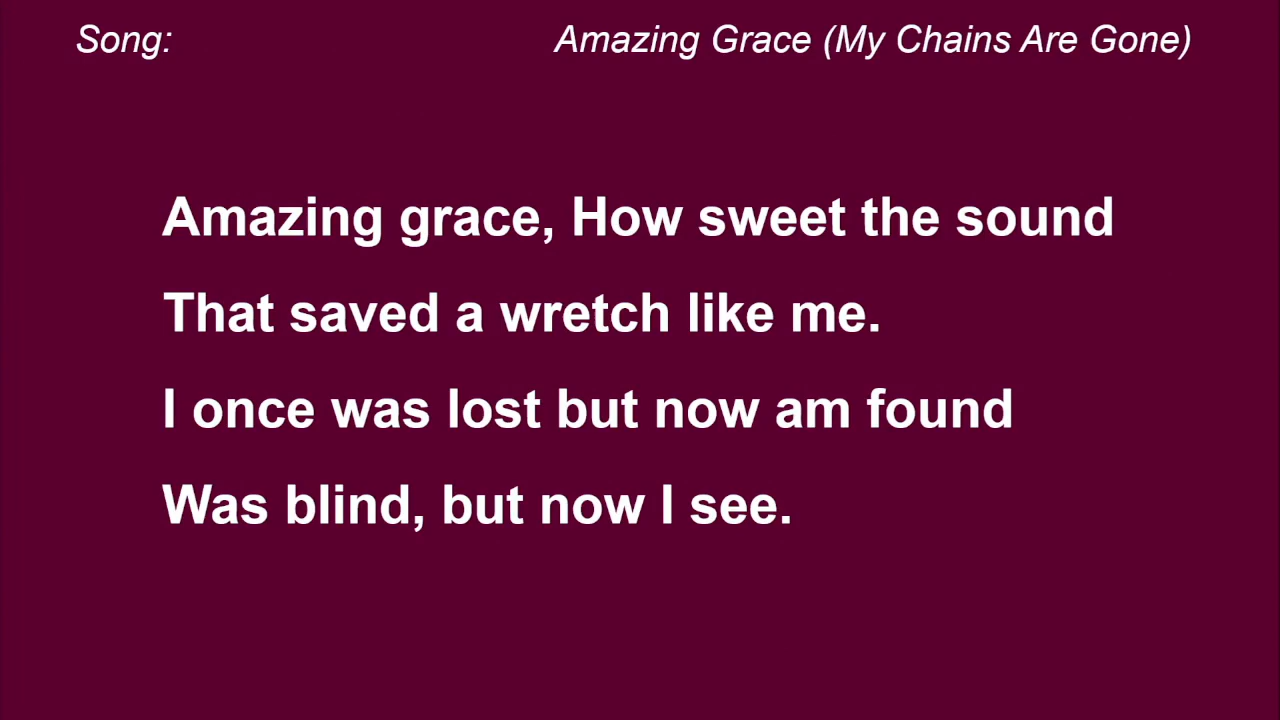 Song: Amazing Grace (My Chains Are Gone)
Amazing grace, How sweet the sound
That saved a wretch like me.
I once was lost but now am found
Was blind, but now I see.